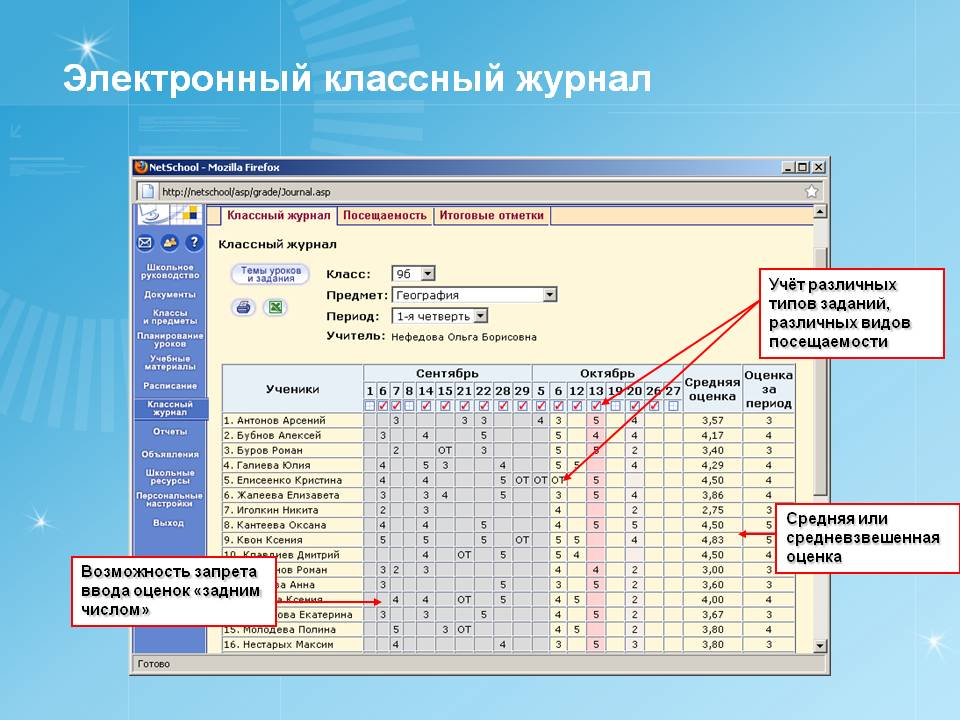 Электронный классный журнал
NetSchool - Mozilla Firefox
http://netschool/asp/grade/Journal.asp
Классный журнал Посещаемость Итоговые отметки
Классный журнал
Темы уроков
и задания
Класс: 9б
Предмет: География
Период: 1-я четверть
Учитель: Нефедова Ольга Борисовна
Школьное
руководство
Документы
Классы
и предметы
Планирование
уроков
Учебные
материалы
Расписание
Классный
журнал
Отчеты
Объявления
Школьные
ресурсы
Персональные
настройки
Выход
Ученики Сентябрь Октябрь Средняя оценка Оценка за период
1 6 7 8 14 15 21 22 28 29 5 6 12 13 19 20 26 27
1. Антонов Арсений 3 3 3 4 3 5 4 3,57 3
2. Бубнов Алексей 3 4 5 5 4 4 4,17 4
3. Буров Роман 2 ОТ 3 5 5 2 3,40 3
4. Галиева Юлия 4 5 3 4 5 5 4 4,29 4
5. Елисеенко Кристина 4 4 5 ОТ ОТ ОТ 5 4,50 4
6. Жалеева Елизавета 3 3 4 5 3 5 4 3,86 4
7. Иголкин Никита 2 3 4 2 2,75 3
8. Кантеева Оксана 4 4 5 4 5 5 4,50 5
9. Квон Ксения 5 5 5 ОТ 5 5 4 4,83 5
10. Клавдиев Дмитрий 4 ОТ 5 5 4 4,50 4
нов Роман 3 2 3 4 4 2 3,00 3
а Анна 3 5 3 5 2 3,60 3
а Ксения 4 4 ОТ 5 4 5 2 4,00 4
ова Екатерина 3 3 5 4 5 2 3,67 3
15. Молодева Полина 5 3 ОТ 4 5 2 3,80 4
16. Нестарых Максим 4 4 3 5 3 3,80 3
Готово
Учёт различных
типов заданий,
различных видов
посещаемости
Средняя или
средневзвешенная
оценка
Возможность запрета
ввода оценок «задним
числом»